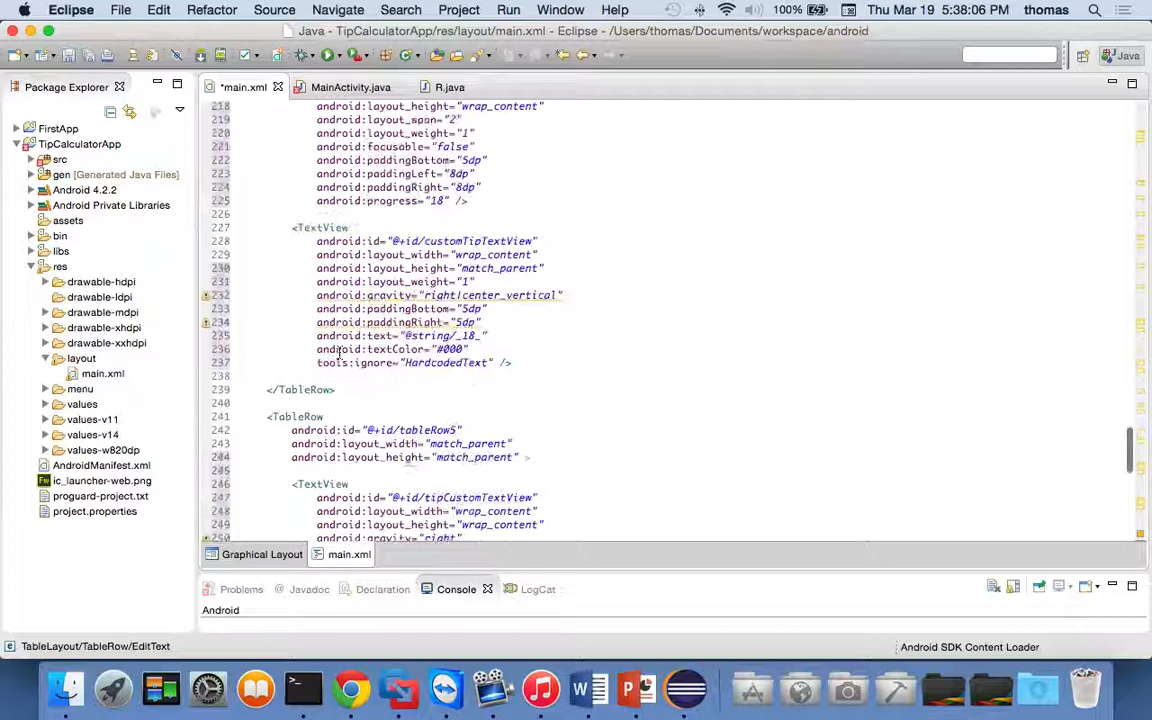 Eclipse File Edit Refactor Source Navigate Search Project Run Window Help 100% Thu Mar 19 5:38:06 PM thomas
Java - TipCalculatorApp/res/layout/main.xml - Eclipse - /Users/thomas/Documents/workspace/android
Java
Package Explorer
*main.xml MainActivity.java R.java
FirstApp
TipCalculatorApp
src
gen [Generated Java Files]
Android 4.2.2
Android Private Libraries
assets
bin
libs
res
drawable-hdpi
drawable-ldpi
drawable-mdpi
drawable-xhdpi
drawable-xxhdpi
layout
main.xml
menu
values
values-v11
values-v14
values-w820dp
AndroidManifest.xml
ic_launcher-web.png
proguard-project.txt
project.properties
218 android:layout_height="wrap_content"
219 android:layout_span="2"
220 android:layout_weight="1"
221 android:focusable="false"
222 android:paddingBottom="5dp"
223 android:paddingLeft="8dp"
224 android:paddingRight="8dp"
225 android:progress="18" />
226
227 <TextView
228 android:id="@+id/customTipTextView"
229 android:layout_width="wrap_content"
230 android:layout_height="match_parent"
231 android:layout_weight="1"
232 android:gravity="right|center_vertical"
233 android:paddingBottom="5dp"
234 android:paddingRight="5dp"
235 android:text="@string/_18_"
236 android:textColor="#000"
237 tools:ignore="HardcodedText" />
238
239 </TableRow>
240
241 <TableRow
242 android:id="@+id/tableRow5"
243 android:layout_width="match_parent"
244 android:layout_height="match_parent" >
245
246 <TextView
247 android:id="@+id/tipCustomTextView"
248 android:layout_width="wrap_content"
249 android:layout_height="wrap_content"
250 android:gravity="right"
Graphical Layout main.xml
Problems Javadoc Declaration Console LogCat
Android
TableLayout/TableRow/EditText
Android SDK Content Loader